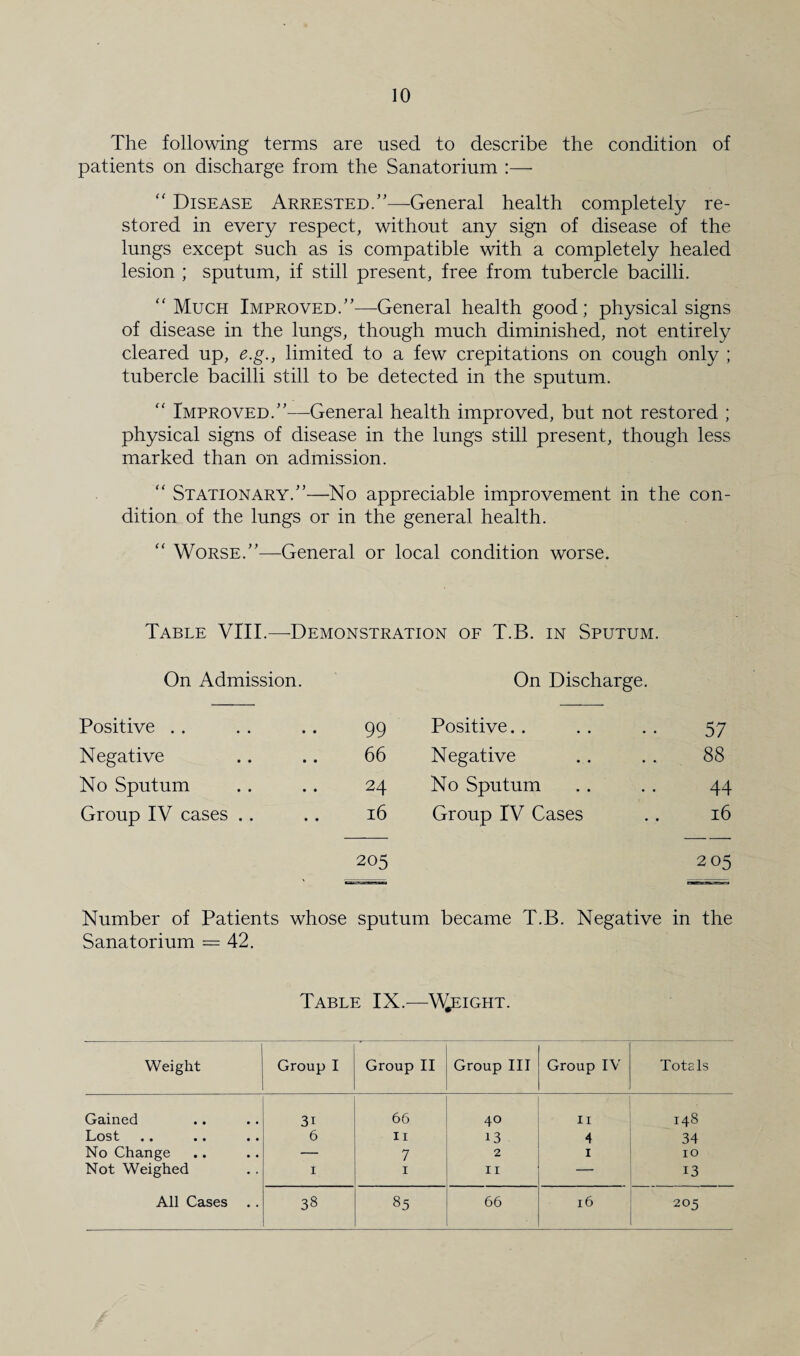 10
The following terms are used to describe the condition of
patients on discharge from the Sanatorium :—
“ Disease Arrested.”—General health completely re-
stored in every respect, without any sign of disease of the
lungs except such as is compatible with a completely healed
lesion ; sputum, if still present, free from tubercle bacilli.
“ Much Improved.”—General health good ; physical signs
of disease in the lungs, though much diminished, not entirely
cleared up, e.g., limited to a few crepitations on cough only ;
tubercle bacilli still to be detected in the sputum.
“ Improved.”—General health improved, but not restored ;
physical signs of disease in the lungs still present, though less
marked than on admission.
“ Stationary.”—No appreciable improvement in the con-
dition of the lungs or in the general health.
“ Worse.”—General or local condition worse.
Table VIII.—Demonstration of T.B. in Sputum.
On Admission. On Discharge.
Positive .. .. .. 99 Positive.. .. .. 57
Negative .. .. 66 Negative .. .. 88
No Sputum .. .. 24 No Sputum .. .. 44
Group IV cases .. .. 16 Group IV Cases .. 16
205 205
Number of Patients whose sputum became T.B. Negative in the
Sanatorium = 42.
Table IX.—Weight.
Weight Group I Group II Group III Group IV Totals
Gained .. .. 31 66 40 11 148
Lost .. .. .. 6 11 13 4 34
No Change .. .. — 7 2 1 10
Not Weighed .. 1 1 11 — 13
All Cases .. 38 85 66 16 205